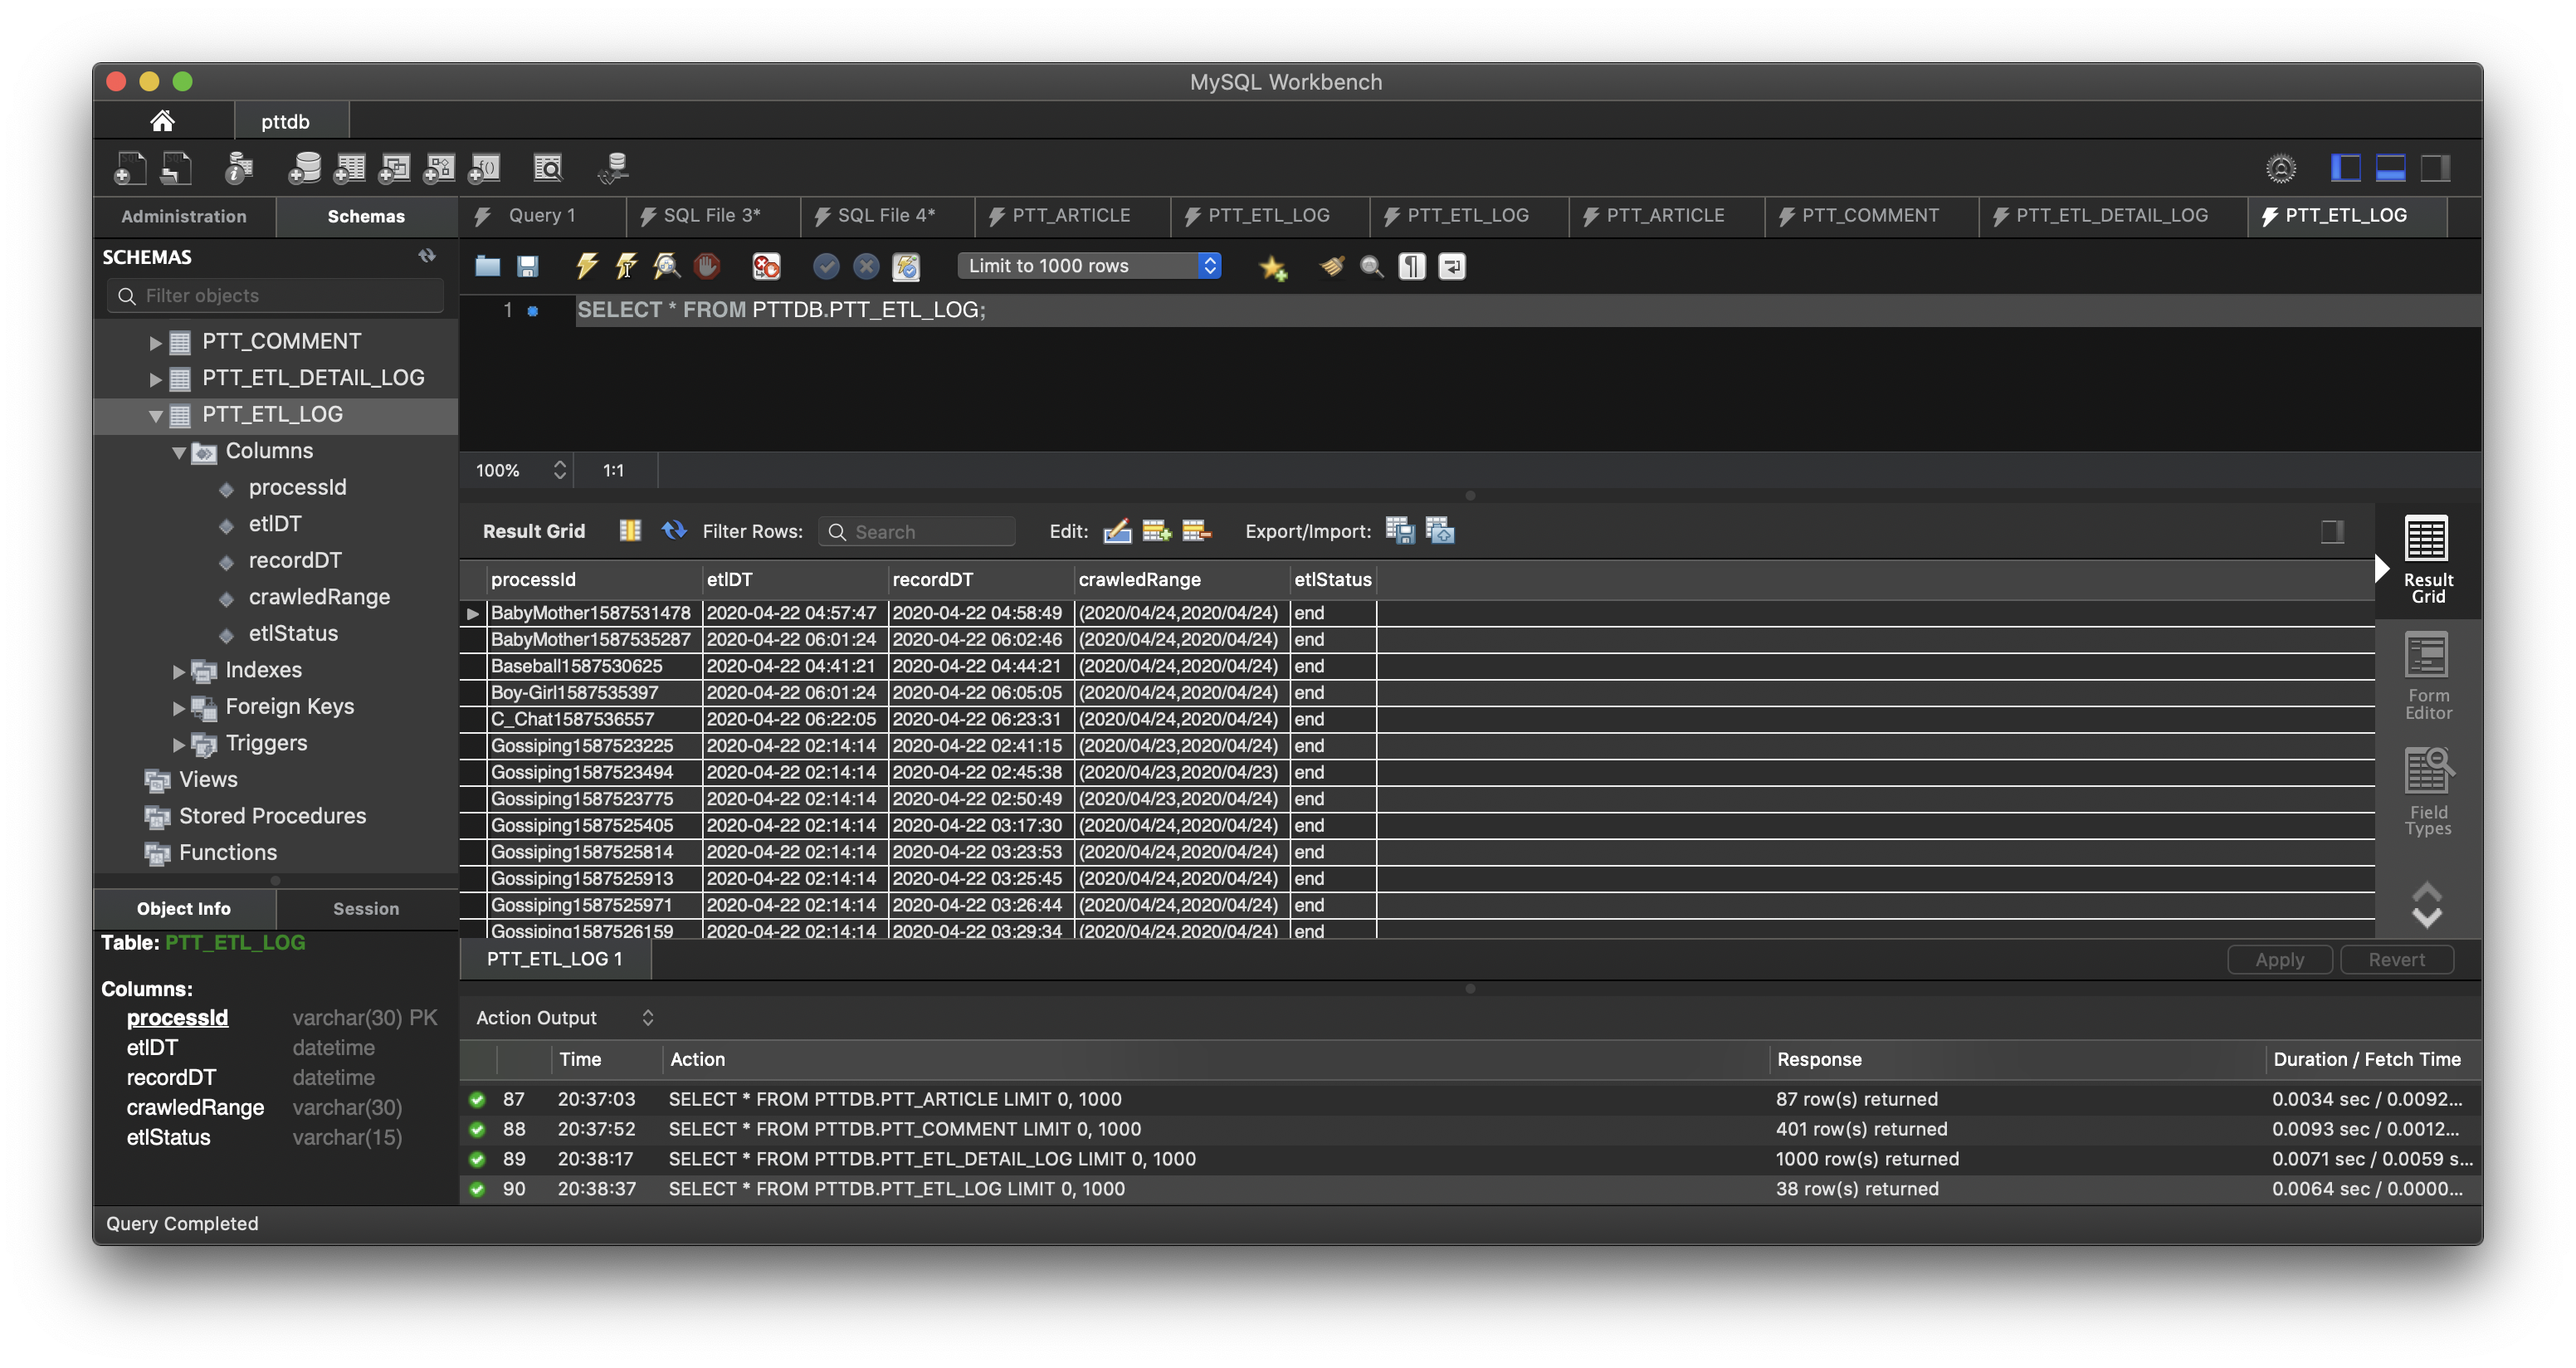 MySQL Workbench
pttdb
Administration Schemas
SCHEMAS
Filter objects
PTT_COMMENT
PTT_ETL_DETAIL_LOG
PTT_ETL_LOG
Columns
processId
etlDT
recordDT
crawledRange
etlStatus
Indexes
Foreign Keys
Triggers
Views
Stored Procedures
Functions
Object Info Session
Table: PTT_ETL_LOG
Columns:
processId varchar(30) PK
etlDT datetime
recordDT datetime
crawledRange varchar(30)
etlStatus varchar(15)
Query 1 SQL File 3* SQL File 4* PTT_ARTICLE PTT_ETL_LOG PTT_ETL_LOG PTT_ARTICLE PTT_COMMENT PTT_ETL_DETAIL_LOG PTT_ETL_LOG
Limit to 1000 rows
1 SELECT * FROM PTTDB.PTT_ETL_LOG;
100% 1:1
Result Grid Filter Rows: Search Edit: Export/Import:
processId etlDT recordDT crawledRange etlStatus
BabyMother1587531478 2020-04-22 04:57:47 2020-04-22 04:58:49 (2020/04/24,2020/04/24) end
BabyMother1587535287 2020-04-22 06:01:24 2020-04-22 06:02:46 (2020/04/24,2020/04/24) end
Baseball1587530625 2020-04-22 04:41:21 2020-04-22 04:44:21 (2020/04/24,2020/04/24) end
Boy-Girl1587535397 2020-04-22 06:01:24 2020-04-22 06:05:05 (2020/04/24,2020/04/24) end
C_Chat1587536557 2020-04-22 06:22:05 2020-04-22 06:23:31 (2020/04/24,2020/04/24) end
Gossiping1587523225 2020-04-22 02:14:14 2020-04-22 02:41:15 (2020/04/23,2020/04/24) end
Gossiping1587523494 2020-04-22 02:14:14 2020-04-22 02:45:38 (2020/04/23,2020/04/23) end
Gossiping1587523775 2020-04-22 02:14:14 2020-04-22 02:50:49 (2020/04/23,2020/04/24) end
Gossiping1587525405 2020-04-22 02:14:14 2020-04-22 03:17:30 (2020/04/24,2020/04/24) end
Gossiping1587525814 2020-04-22 02:14:14 2020-04-22 03:23:53 (2020/04/24,2020/04/24) end
Gossiping1587525913 2020-04-22 02:14:14 2020-04-22 03:25:45 (2020/04/24,2020/04/24) end
Gossiping1587525971 2020-04-22 02:14:14 2020-04-22 03:26:44 (2020/04/24,2020/04/24) end
Gossiping1587526159 2020-04-22 02:14:14 2020-04-22 03:29:34 (2020/04/24,2020/04/24) end
Result
Grid
Form
Editor
Field
Types
PTT_ETL_LOG 1 Apply Revert
Action Output
Time Action Response Duration / Fetch Time
87 20:37:03 SELECT * FROM PTTDB.PTT_ARTICLE LIMIT 0, 1000 87 row(s) returned 0.0034 sec / 0.0092...
88 20:37:52 SELECT * FROM PTTDB.PTT_COMMENT LIMIT 0, 1000 401 row(s) returned 0.0093 sec / 0.0012...
89 20:38:17 SELECT * FROM PTTDB.PTT_ETL_DETAIL_LOG LIMIT 0, 1000 1000 row(s) returned 0.0071 sec / 0.0059 s...
90 20:38:37 SELECT * FROM PTTDB.PTT_ETL_LOG LIMIT 0, 1000 38 row(s) returned 0.0064 sec / 0.0000...
Query Completed